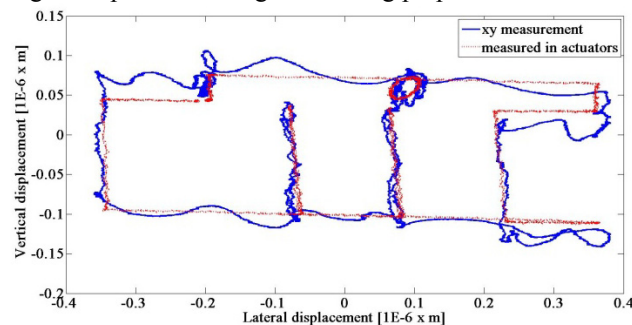 0.15
0.1
0.05
0
-0.05
-0.1
-0.15
-0.2
Vertical displacement [1E-6 x m]
xy measurement
measured in actuators
-0.4 -0.3 -0.2 -0.1 0 0.1 0.2 0.3 0.4
Lateral displacement [1E-6 x m]